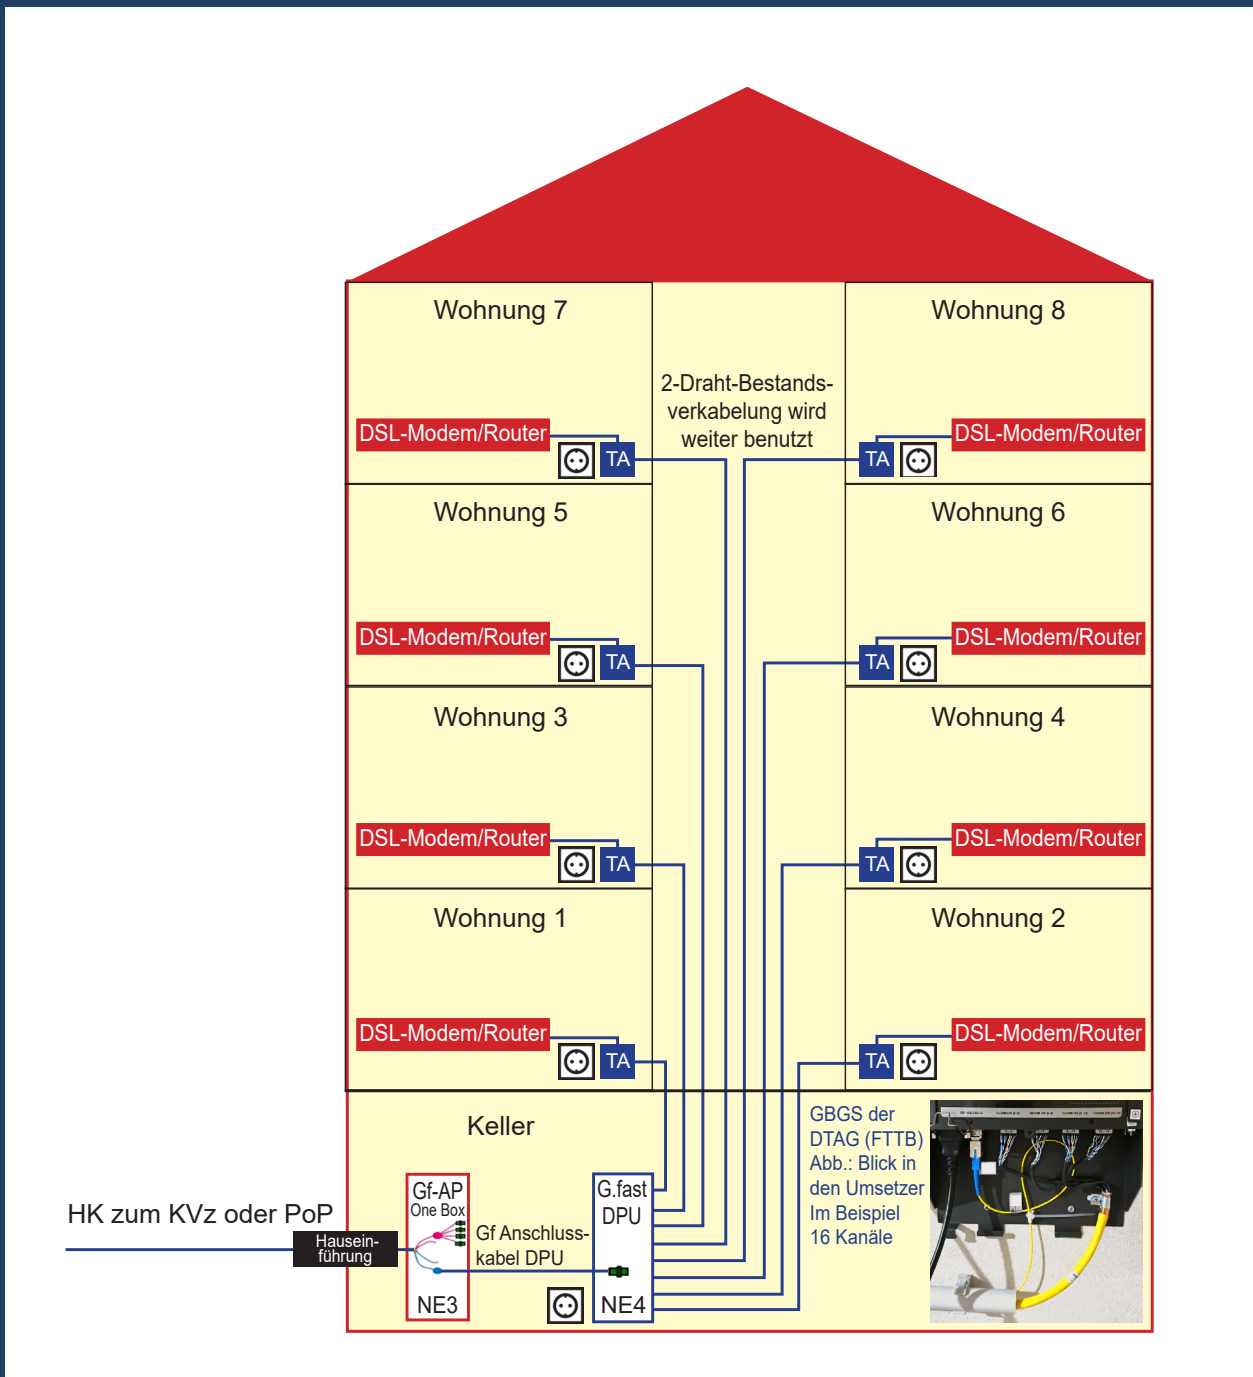 Wohnung 7
Wohnung 8
2-Draht-Bestands-
verkabelung wird
weiter benutzt
DSL-Modem/Router
TA
TA
DSL-Modem/Router
Wohnung 5
Wohnung 6
DSL-Modem/Router
TA
TA
DSL-Modem/Router
Wohnung 3
Wohnung 4
DSL-Modem/Router
TA
TA
DSL-Modem/Router
Wohnung 1
Wohnung 2
DSL-Modem/Router
TA
TA
DSL-Modem/Router
Keller
HK zum KVz oder PoP
Hausein-
führung
Gf-AP
One Box
NE3
Gf Anschluss-
kabel DPU
G.fast
DPU
NE4
GBGS der
DTAG (FTTB)
Abb.: Blick in
den Umsetzer
Im Beispiel
16 Kanäle